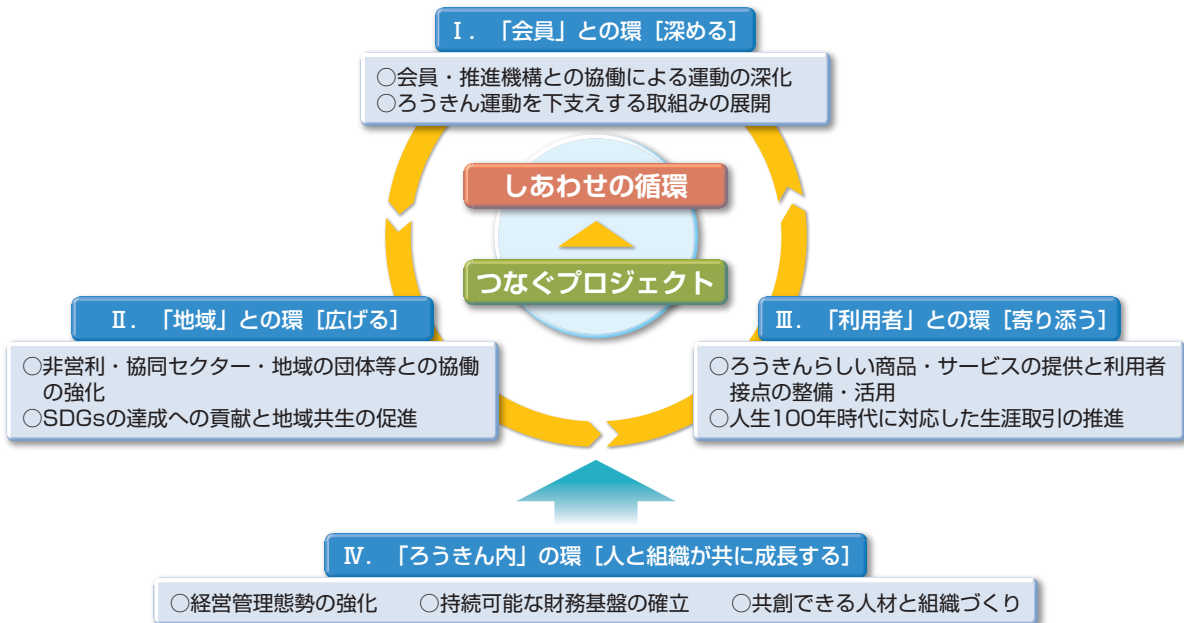 Ⅰ．「会員」との環［深める］
○会員・推進機構との協働による運動の深化
○ろうきん運動を下支えする取組みの展開
しあわせの循環
つなぐプロジェクト
Ⅱ．「地域」との環［広げる］
○非営利・協同セクター・地域の団体等との協働
の強化
○SDGsの達成への貢献と地域共生の促進
Ⅲ．「利用者」との環［寄り添う］
○ろうきんらしい商品・サービスの提供と利用者
接点の整備・活用
○人生100年時代に対応した生涯取引の推進
Ⅳ．「ろうきん内」の環［人と組織が共に成長する］
○経営管理態勢の強化　○持続可能な財務基盤の確立　○共創できる人材と組織づくり